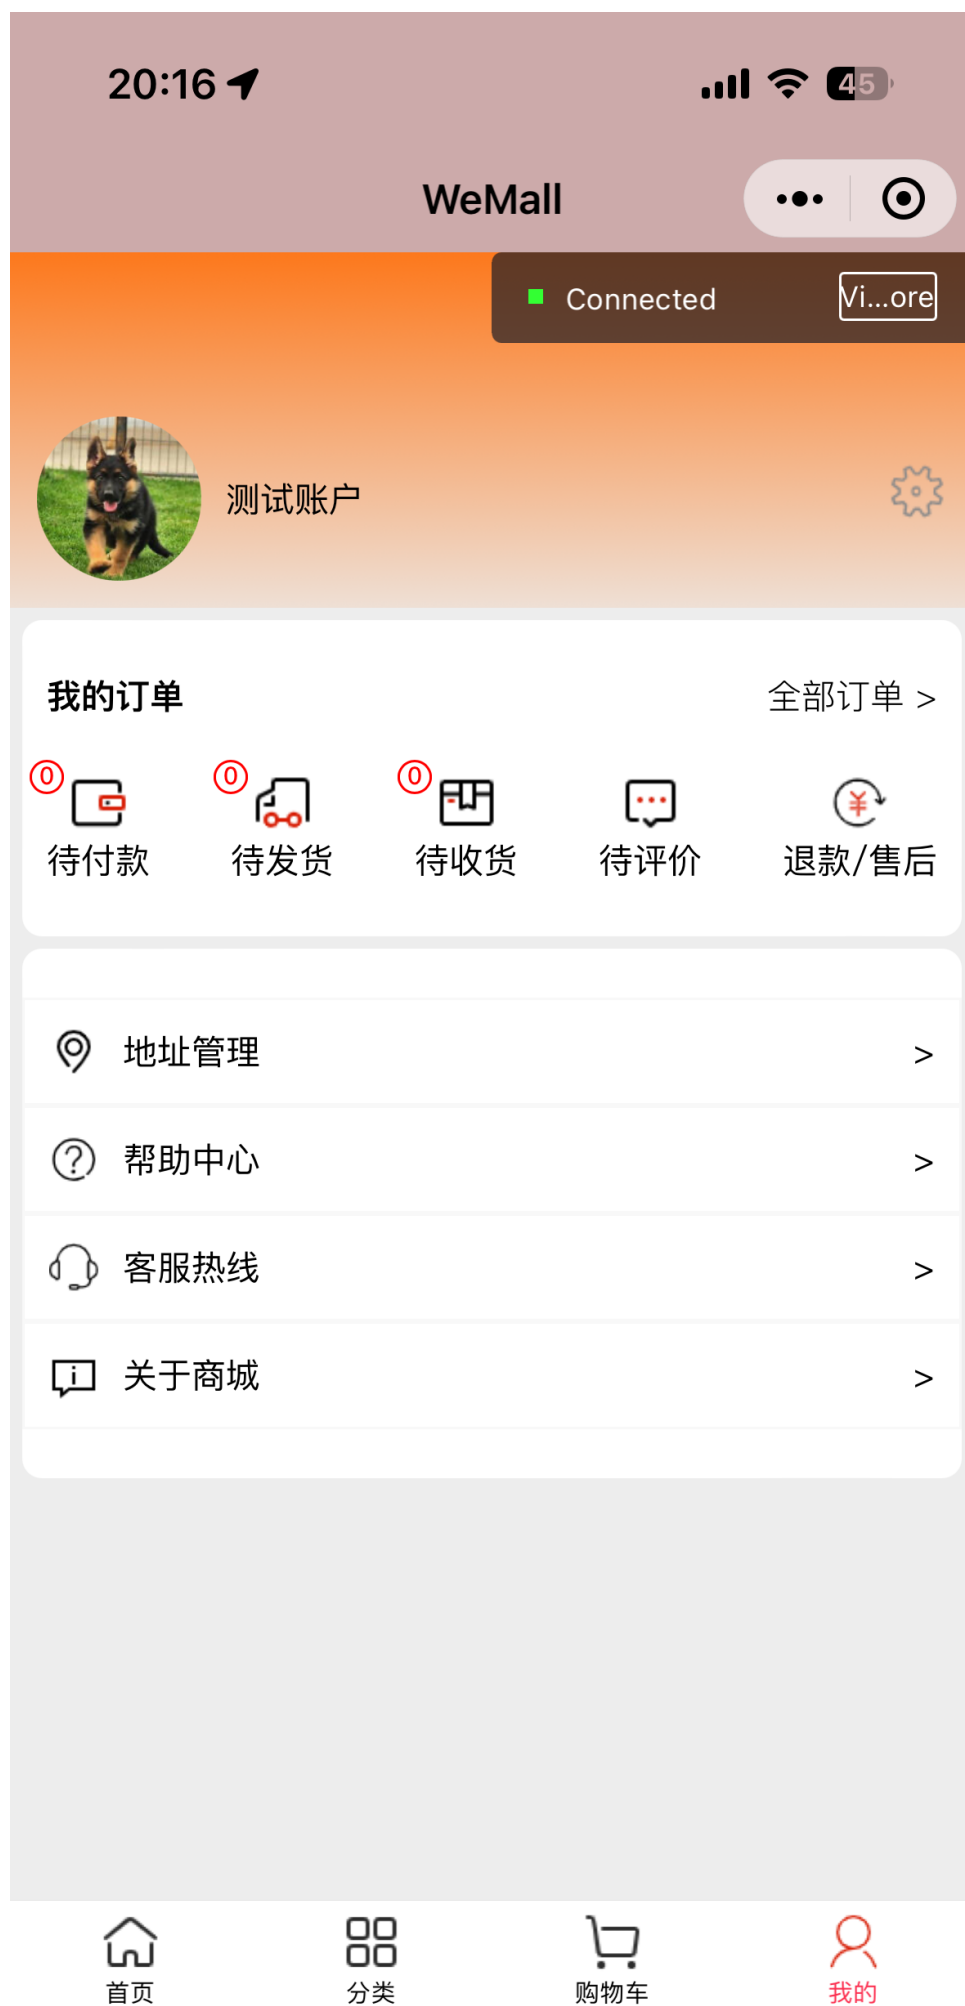 20:16
45
WeMall
Connected
Vi...ore
测试账户
我的订单
全部订单 >
0 0 0
待付款 待发货 待收货 待评价 退款/售后
地址管理 >
帮助中心 >
客服热线 >
关于商城 >
首页 分类 购物车 我的